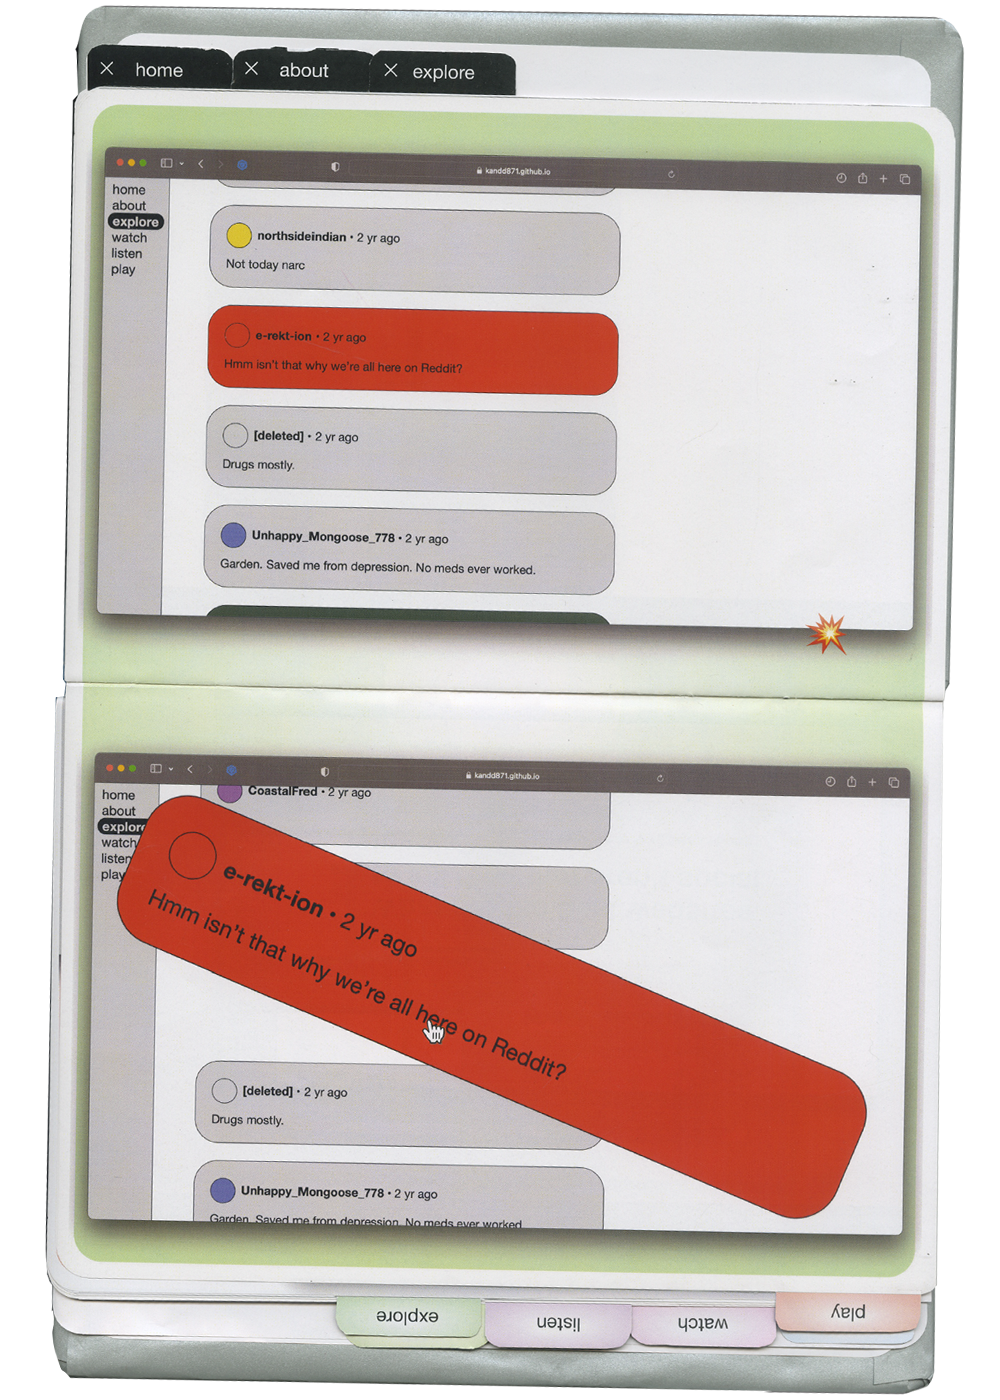 home
about
explore
kandd871.github.io
home
about
explore
watch
listen
play
northsideindian • 2 yr ago
Not today narc
e-rekt-ion • 2 yr ago
Hmm isn't that why we're all here on Reddit?
[deleted] • 2 yr ago
Drugs mostly.
Unhappy_Mongoose_778 • 2 yr ago
Garden. Saved me from depression. No meds ever worked.
kandd871.github.io
home
about
explore
watch
listen
play
CoastalFred • 2 yr ago
e-rekt-ion • 2 yr ago
Hmm isn't that why we're all here on Reddit?
[deleted] • 2 yr ago
Drugs mostly.
Unhappy_Mongoose_778 • 2 yr ago
Garden. Saved me from depression. No meds ever worked.
explore
listen
watch
play